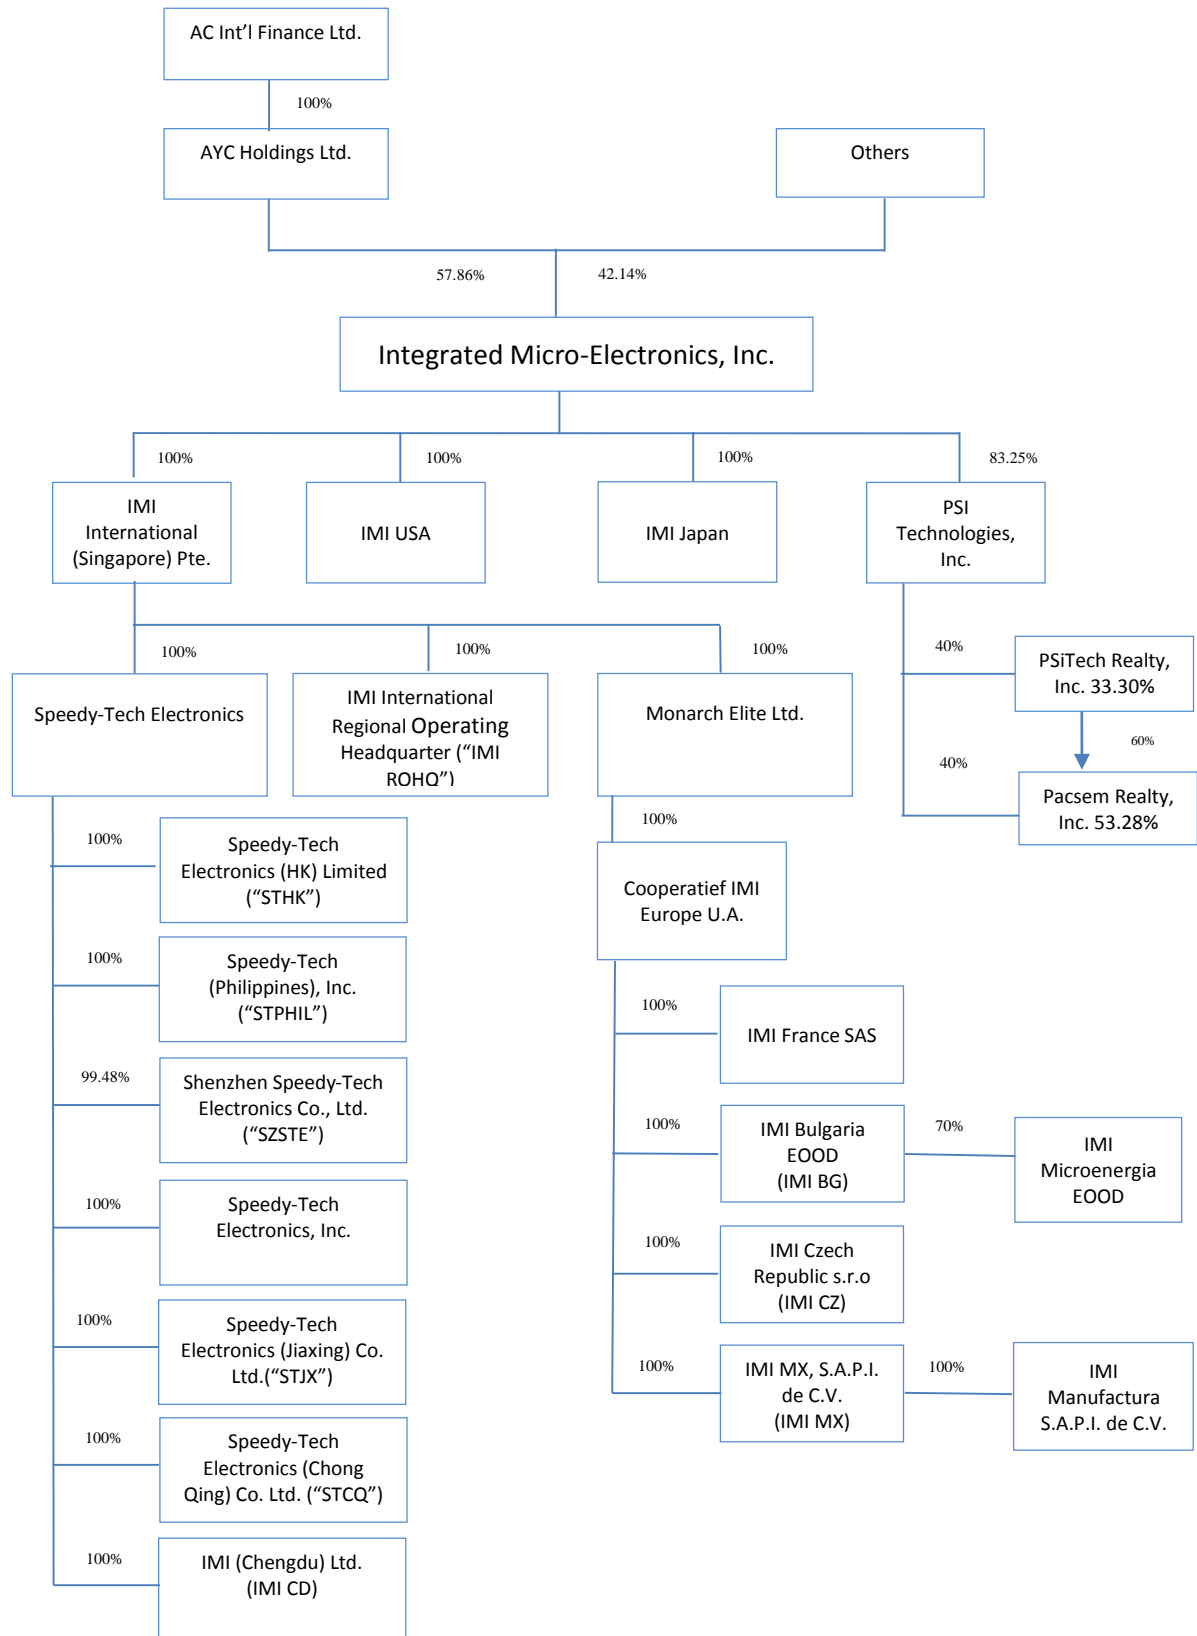 AC Int’l Finance Ltd.
100%
AYC Holdings Ltd.
Others
57.86%
42.14%
Integrated Micro-Electronics, Inc.
100%
100%
100%
83.25%
IMI
International
(Singapore) Pte.
IMI USA
IMI Japan
PSI
Technologies,
Inc.
100%
100%
100%
Speedy-Tech Electronics
IMI International
Regional Operating
Headquarter (“IMI
ROHQ”)
Monarch Elite Ltd.
40%
PSiTech Realty,
Inc. 33.30%
60%
40%
Pacsem Realty,
Inc. 53.28%
100%
Speedy-Tech
Electronics (HK) Limited
(“STHK”)
100%
Speedy-Tech
(Philippines), Inc.
(“STPHIL”)
99.48%
Shenzhen Speedy-Tech
Electronics Co., Ltd.
(“SZSTE”)
100%
Speedy-Tech
Electronics, Inc.
100%
Speedy-Tech
Electronics (Jiaxing) Co.
Ltd.(“STJX”)
100%
Speedy-Tech
Electronics (Chong
Qing) Co. Ltd. (“STCQ”)
100%
IMI (Chengdu) Ltd.
(IMI CD)
100%
Cooperatief IMI
Europe U.A.
100%
IMI France SAS
100%
IMI Bulgaria
EOOD
(IMI BG)
70%
IMI
Microenergia
EOOD
100%
IMI Czech
Republic s.r.o
(IMI CZ)
100%
IMI MX, S.A.P.I.
de C.V.
(IMI MX)
100%
IMI
Manufactura
S.A.P.I. de C.V.